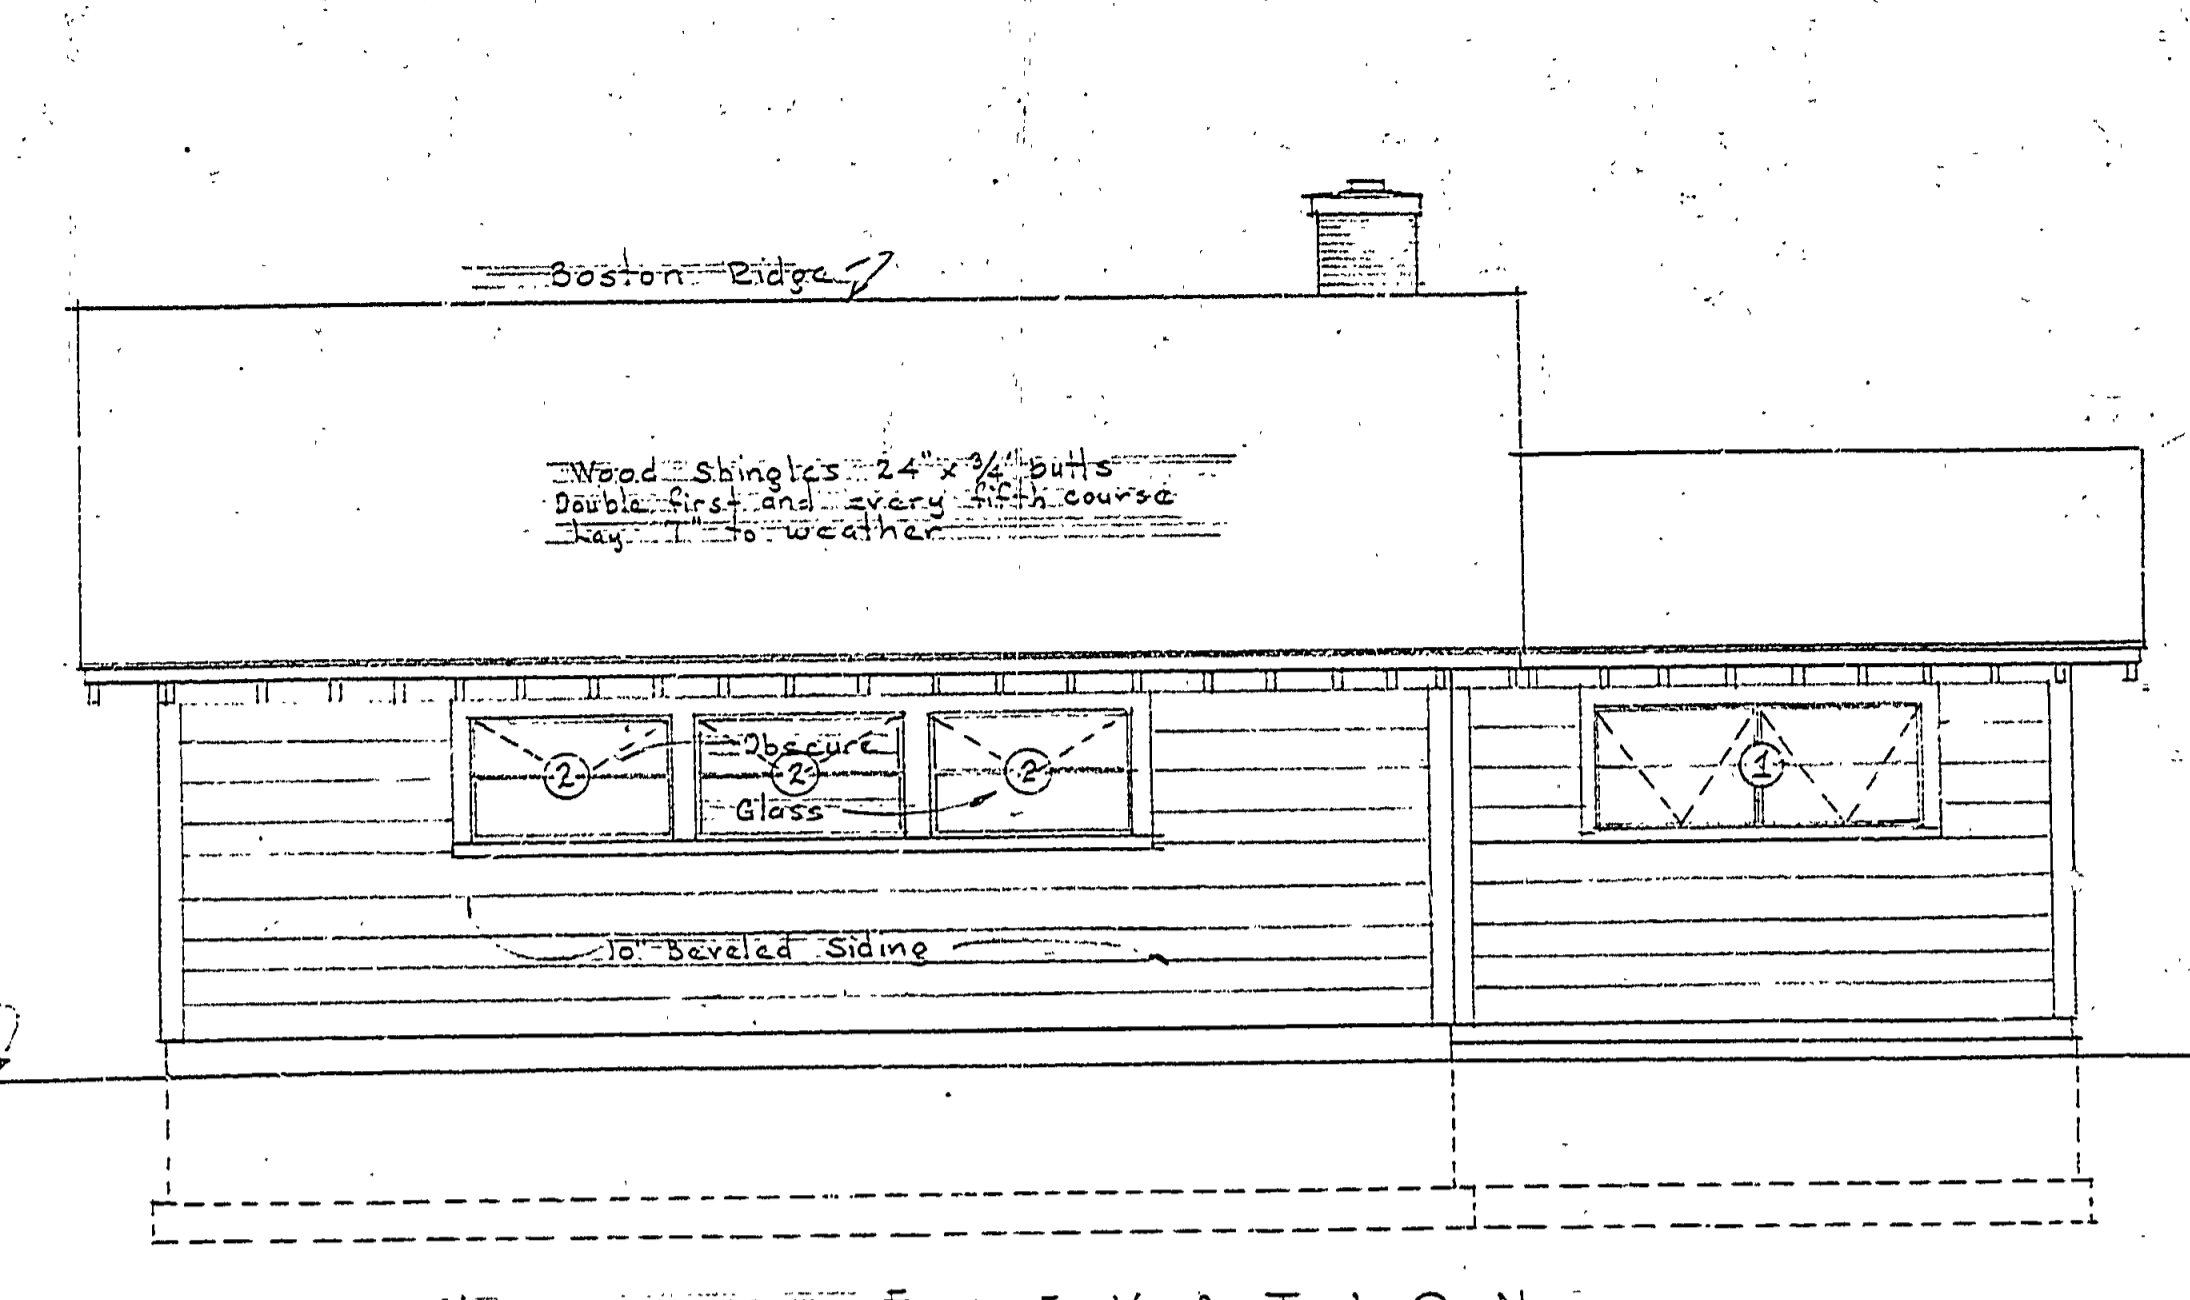 Boston Ridge
Wood Shingles 24" x 3/4" butts
Double first and every fifth course
Lay 7" to weather
Obscure
2
2
2
1
Glass
10" Beveled Siding
ELEVATION